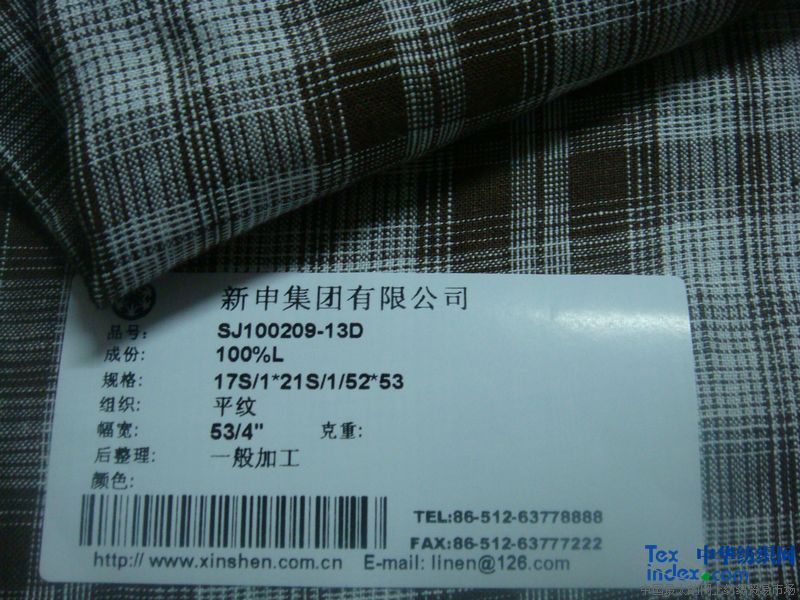 新申集团有限公司
品号: SJ100209-13D
成份: 100%L
规格: 17S/1*21S/1/52*53
组织: 平纹
幅宽: 53/4" 克重:
后整理: 一般加工
颜色:
TEL:86-512-63778888
FAX:86-512-63777222
http://www.xinshen.com.cn E-mail: linen@126.com
Tex 中华纺织网
index.com